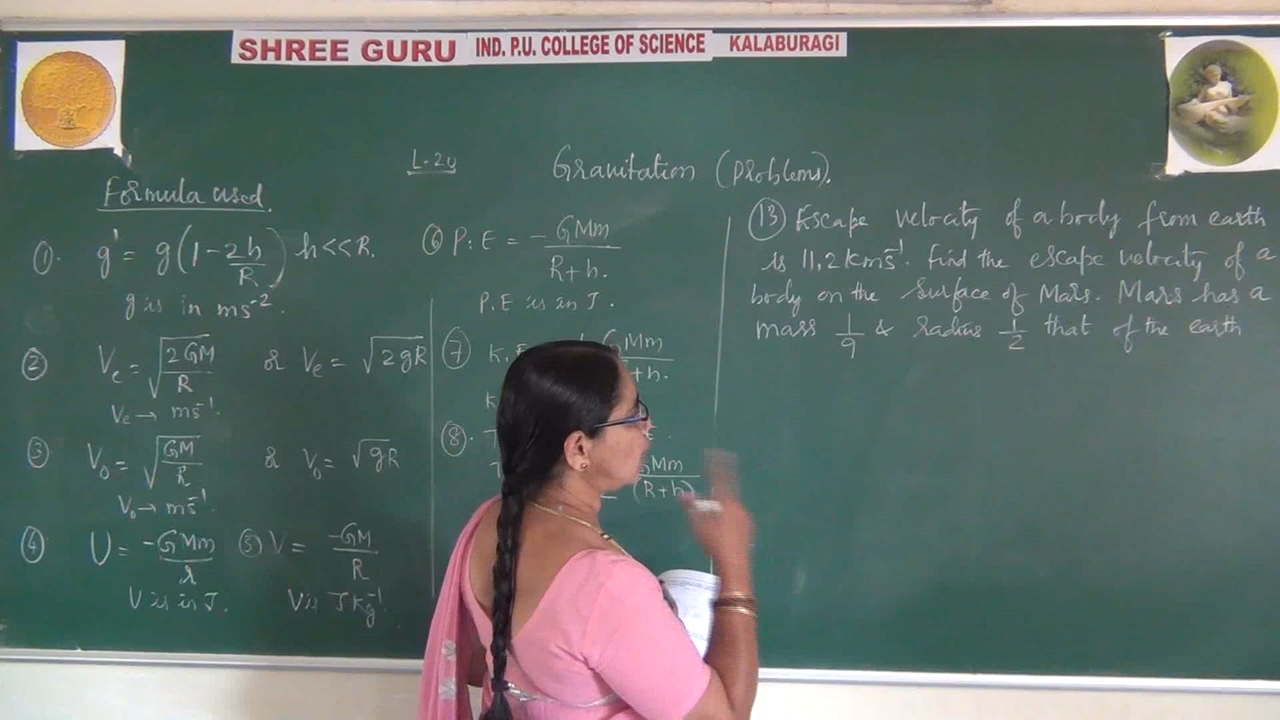 SHREE GURU IND. P.U. COLLEGE OF SCIENCE KALABURAGI
L-20
Gravitation (Problems).
Formula used.
① g' = g(1 - 2h/R) h<<R.
g is in ms⁻²
② Ve = √(2GM/R) & Ve = √2gR
Ve → ms⁻¹.
③ V₀ = √(GM/R) & V₀ = √gR
V₀ → ms⁻¹.
④ U = -GMm/r
U is in J.
⑤ V = -GM/R
V is JKg⁻¹
⑥ P.E = -GMm/R+h.
P.E is in J.
⑦ K.E GMm/+h.
K
⑧.
GMm/(R+h)
⑬ Escape velocity of a body from earth
is 11.2 Kms⁻¹. find the escape velocity of a
body on the surface of Mars. Mars has a
mass 1/9 & radius 1/2 that of the earth